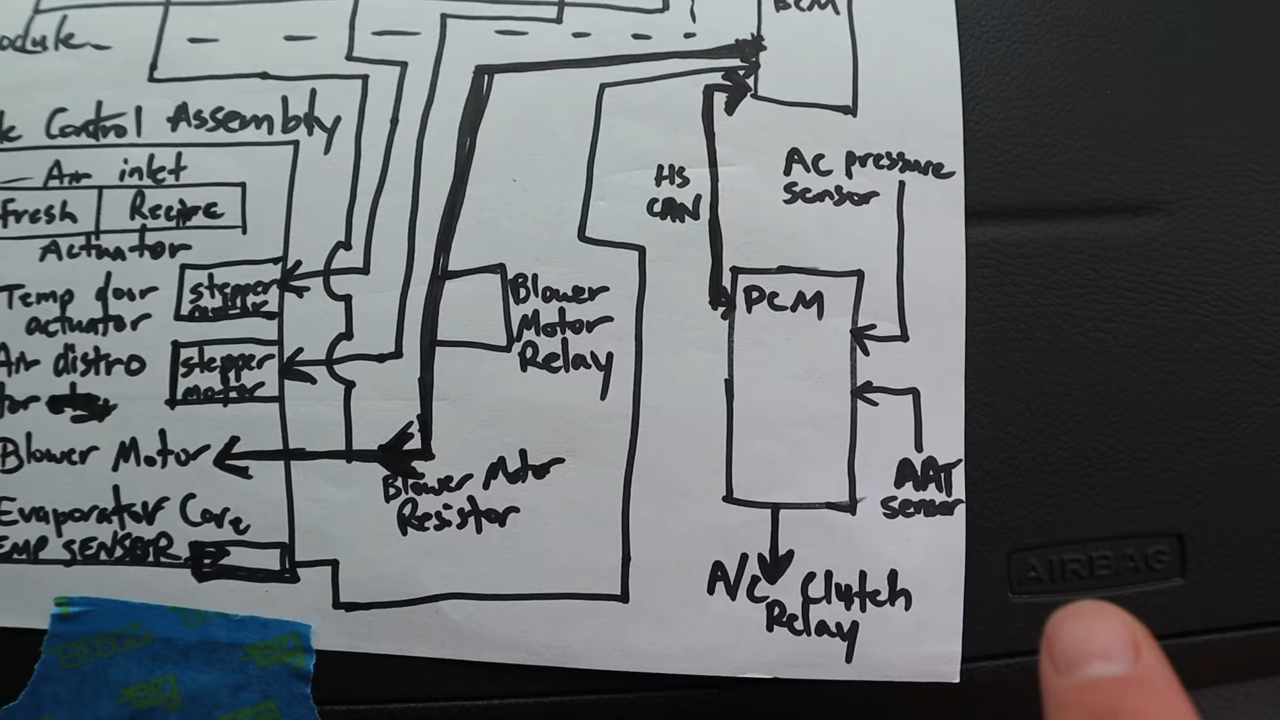 BCM
odule
Control Assembly
Air inlet
Fresh
Recirc
Actuator
Temp door
actuator
stepper
motor
Air distro
stepper
motor
Blower Motor
Evaporator Core
EMP SENSOR
Blower
Motor
Relay
Blower Motor
Resistor
HS
CAN
AC pressure
sensor
PCM
AAT
sensor
A/C Clutch
Relay
AIRBAG